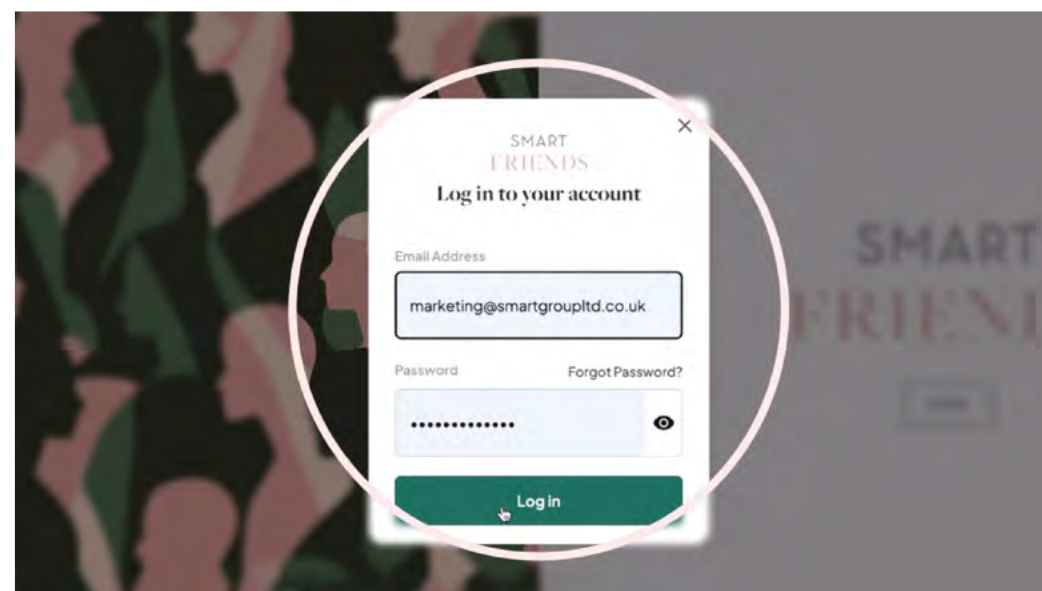 SMART
FRIENDS
Log in to your account
Email Address
marketing@smartgroupltd.co.uk
Password
Forgot Password?
•••••••••••••
Log in
SMART
FRIEN